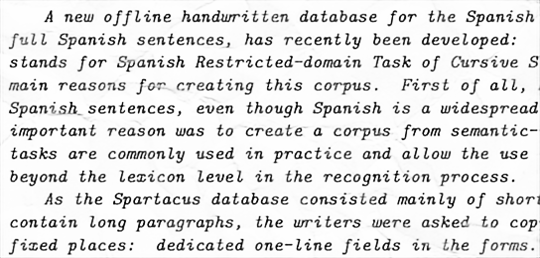 A new offline handwritten database for the Spanish
full Spanish sentences, has recently been developed:
stands for Spanish Restricted-domain Task of Cursive S
main reasons for creating this corpus. First of all,
Spanish sentences, even though Spanish is a widespread
important reason was to create a corpus from semantic-
tasks are commonly used in practice and allow the use
beyond the lexicon level in the recognition process.
As the Spartacus database consisted mainly of short
contain long paragraphs, the writers were asked to cop
fixed places: dedicated one-line fields in the forms.